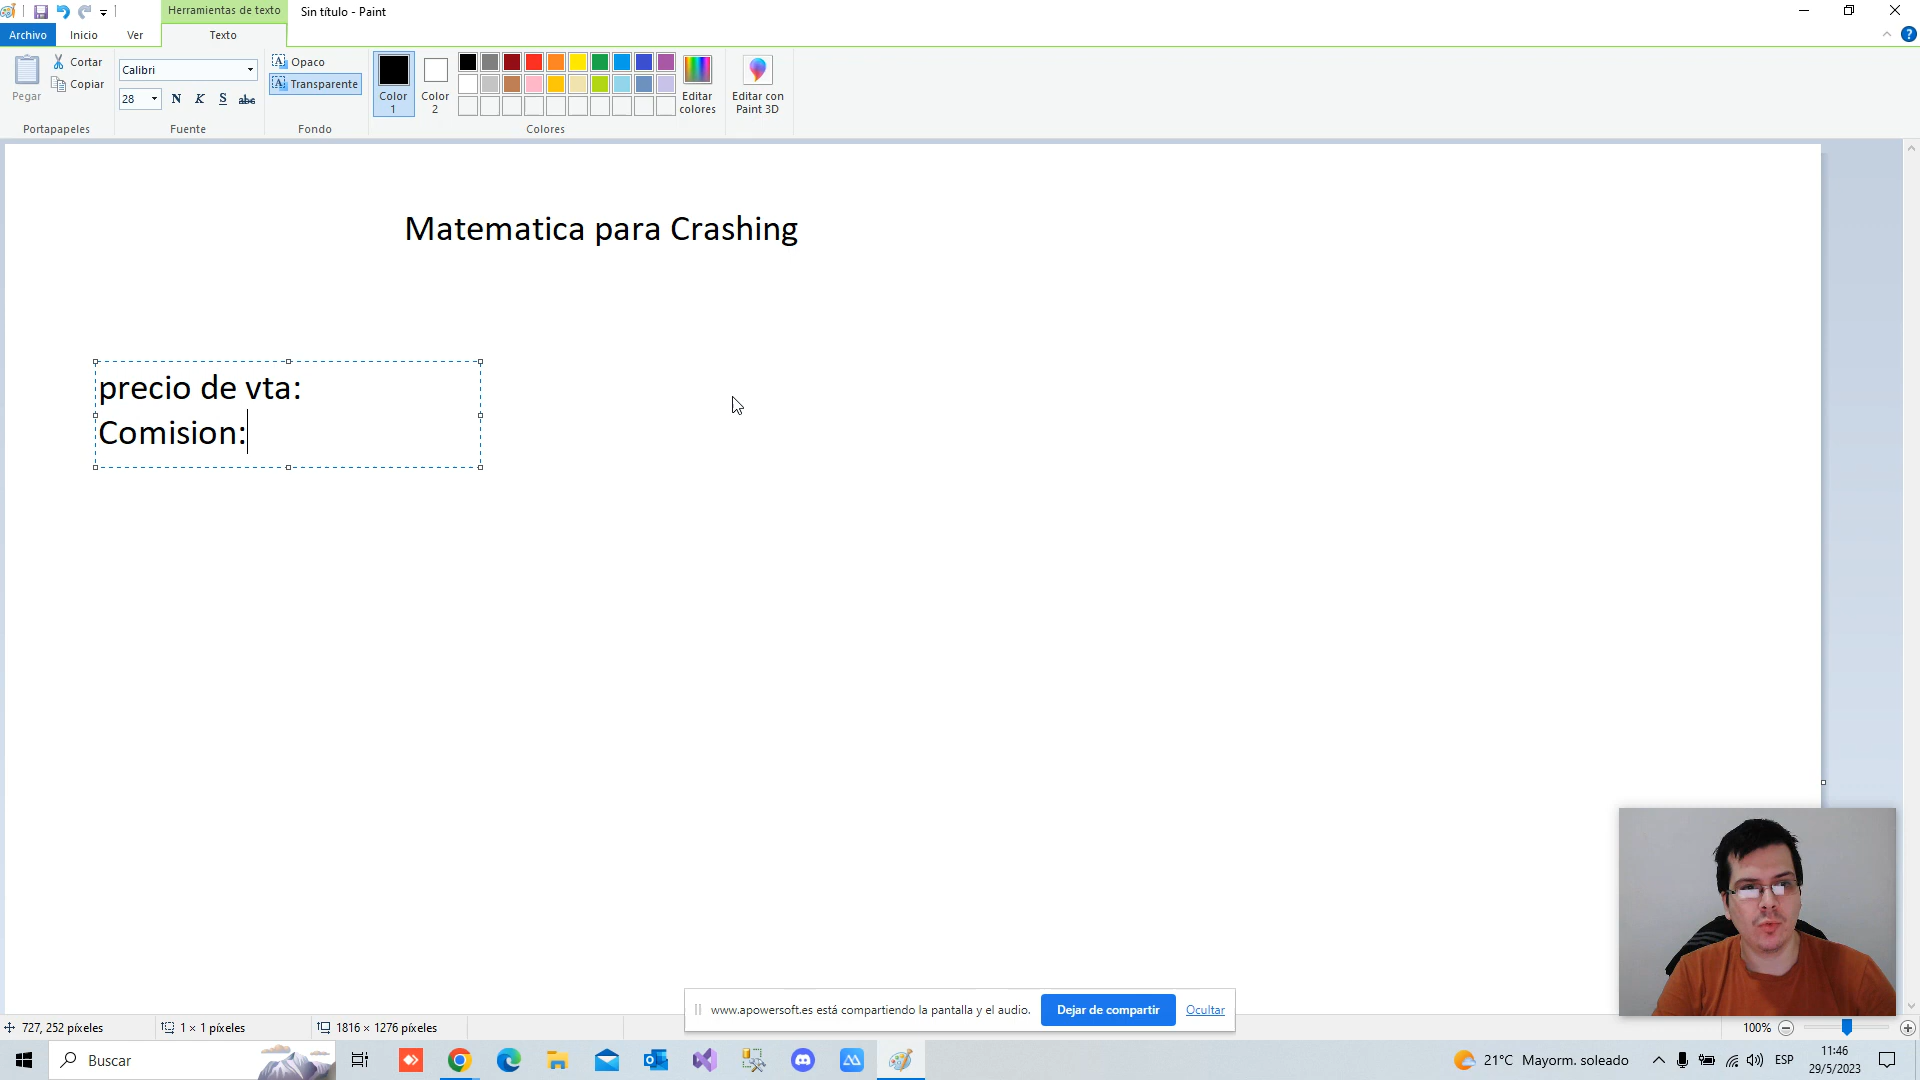 Herramientas de texto
Sin título - Paint
Archivo
Inicio
Ver
Texto
Pegar
Cortar
Copiar
Portapapeles
Calibri
28
N K S abc
Fuente
Opaco
Transparente
Fondo
Color 1
Color 2
Editar colores
Colores
Editar con Paint 3D
Matematica para Crashing
precio de vta:
Comision:
www.apowersoft.es está compartiendo la pantalla y el audio.
Dejar de compartir
Ocultar
727, 252 píxeles
1 × 1 píxeles
1816 × 1276 píxeles
100%
Buscar
21°C Mayorm. soleado
ESP
11:46
29/5/2023